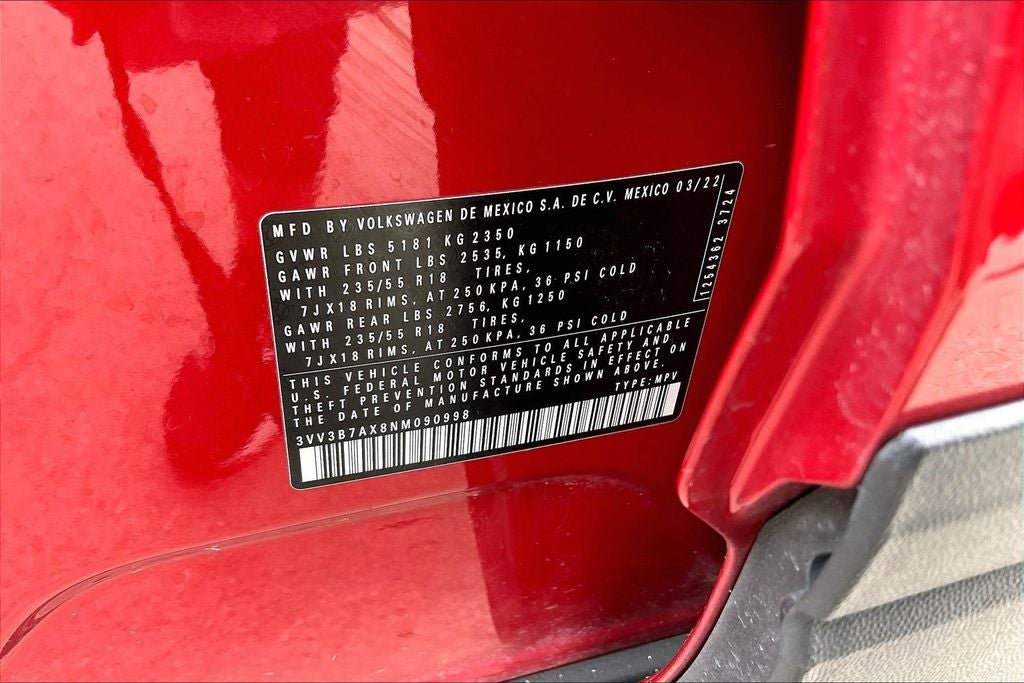 MFD BY VOLKSWAGEN DE MEXICO S.A. DE C.V. MEXICO 03/22
GVWR LBS 5181 KG 2350
GAWR FRONT LBS 2535, KG 1150
WITH 235/55 R18 TIRES,
7JX18 RIMS, AT 250 KPA, 36 PSI COLD
GAWR REAR LBS 2756, KG 1250
WITH 235/55 R18 TIRES,
7JX18 RIMS, AT 250 KPA, 36 PSI COLD
1254362 3724
THIS VEHICLE CONFORMS TO ALL APPLICABLE
U.S. FEDERAL MOTOR VEHICLE SAFETY AND
THEFT PREVENTION STANDARDS IN EFFECT ON
THE DATE OF MANUFACTURE SHOWN ABOVE.
3VV3B7AX8NM090998 TYPE: MPV